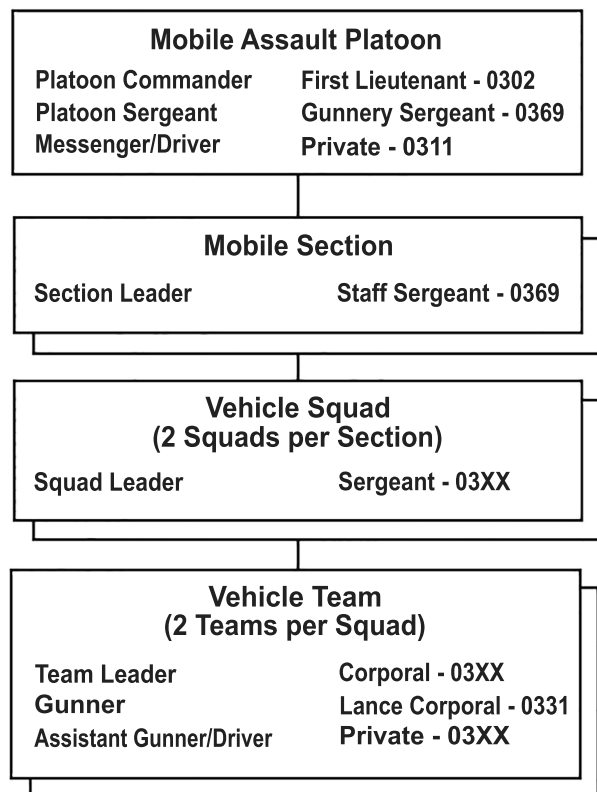 Mobile Assault Platoon
Platoon Commander First Lieutenant - 0302
Platoon Sergeant Gunnery Sergeant - 0369
Messenger/Driver Private - 0311
Mobile Section
Section Leader Staff Sergeant - 0369
Vehicle Squad
(2 Squads per Section)
Squad Leader Sergeant - 03XX
Vehicle Team
(2 Teams per Squad)
Team Leader Corporal - 03XX
Gunner Lance Corporal - 0331
Assistant Gunner/Driver Private - 03XX